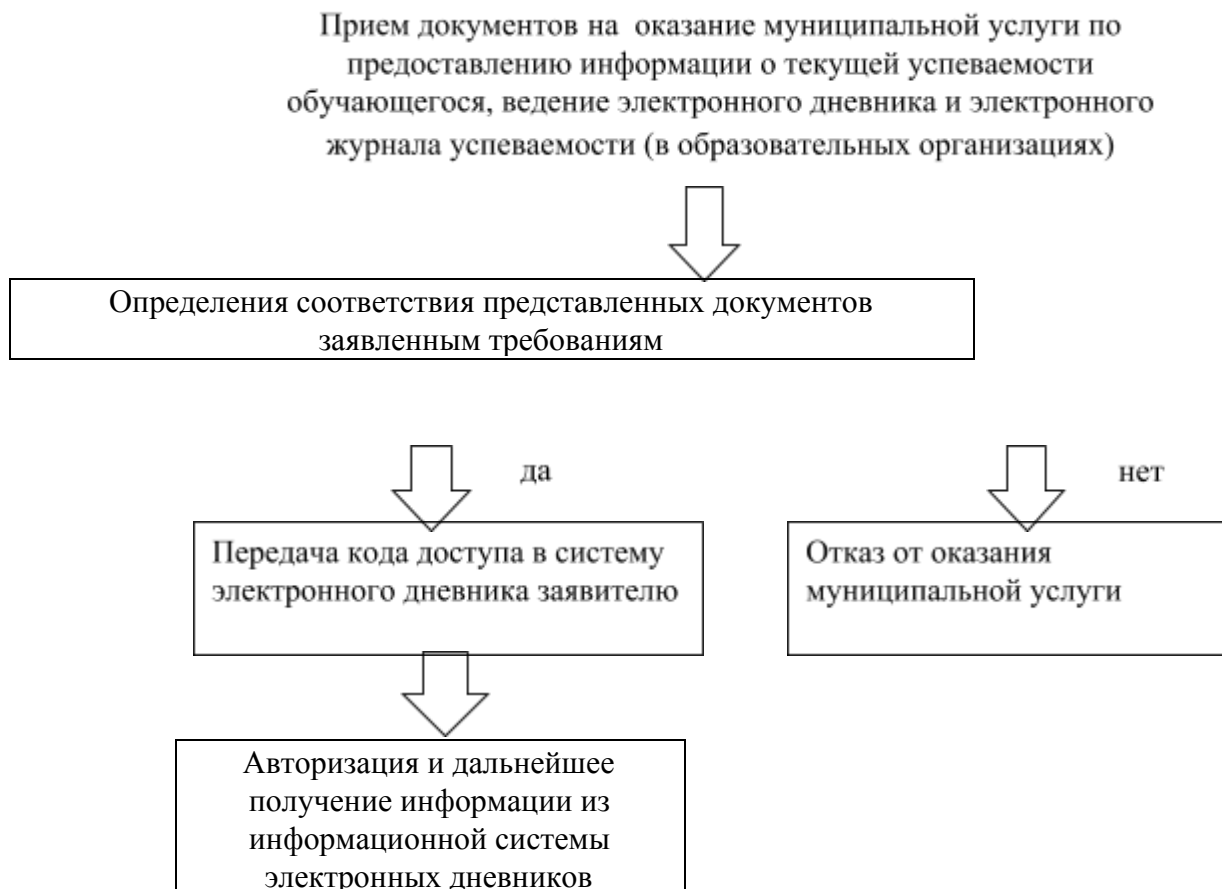 Прием документов на оказание муниципальной услуги по
предоставлению информации о текущей успеваемости
обучающегося, ведение электронного дневника и электронного
журнала успеваемости (в образовательных организациях)
Определения соответствия представленных документов
заявленным требованиям
да
нет
Передача кода доступа в систему
электронного дневника заявителю
Отказ от оказания
муниципальной услуги
Авторизация и дальнейшее
получение информации из
информационной системы
электронных дневников